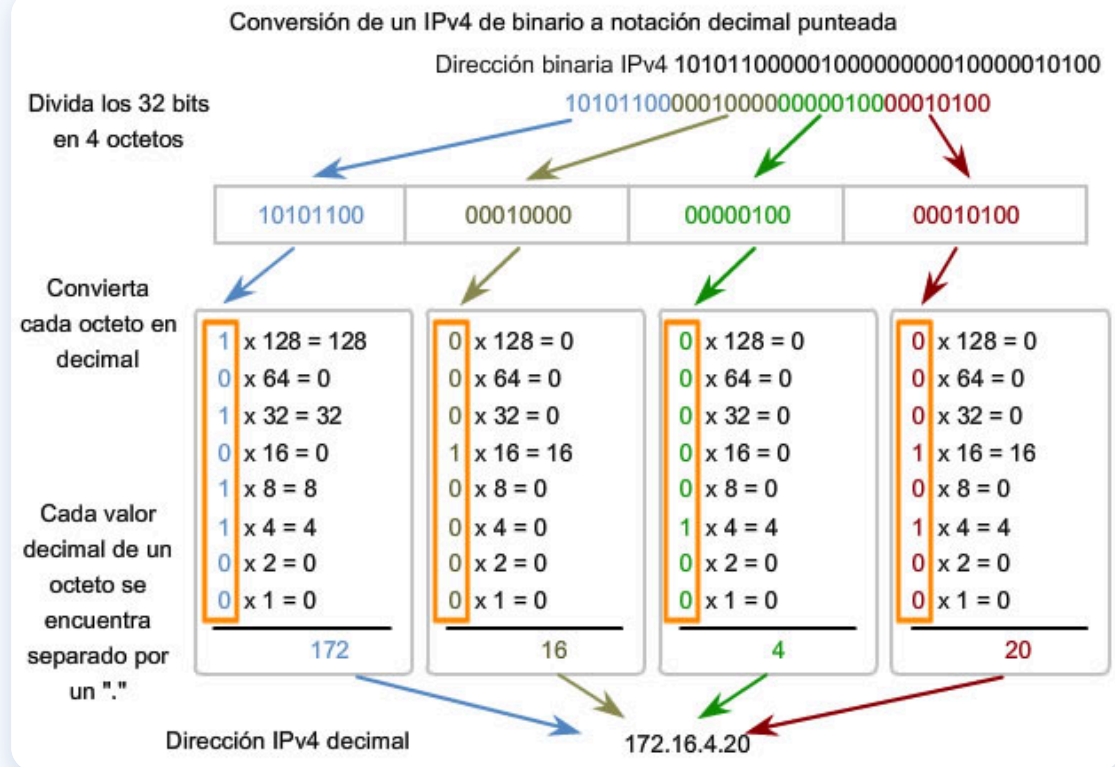 Conversión de un IPv4 de binario a notación decimal punteada
Dirección binaria IPv4 10101100000100000000010000010100
Divida los 32 bits
en 4 octetos
10101100000100000000010000010100
10101100 00010000 00000100 00010100
Convierta
cada octeto en
decimal
1 x 128 = 128
0 x 64 = 0
1 x 32 = 32
0 x 16 = 0
1 x 8 = 8
1 x 4 = 4
0 x 2 = 0
0 x 1 = 0
172
0 x 128 = 0
0 x 64 = 0
0 x 32 = 0
1 x 16 = 16
0 x 8 = 0
0 x 4 = 0
0 x 2 = 0
0 x 1 = 0
16
0 x 128 = 0
0 x 64 = 0
0 x 32 = 0
0 x 16 = 0
0 x 8 = 0
1 x 4 = 4
0 x 2 = 0
0 x 1 = 0
4
0 x 128 = 0
0 x 64 = 0
0 x 32 = 0
1 x 16 = 16
0 x 8 = 0
1 x 4 = 4
0 x 2 = 0
0 x 1 = 0
20
Cada valor
decimal de un
octeto se
encuentra
separado por
un "."
Dirección IPv4 decimal
172.16.4.20